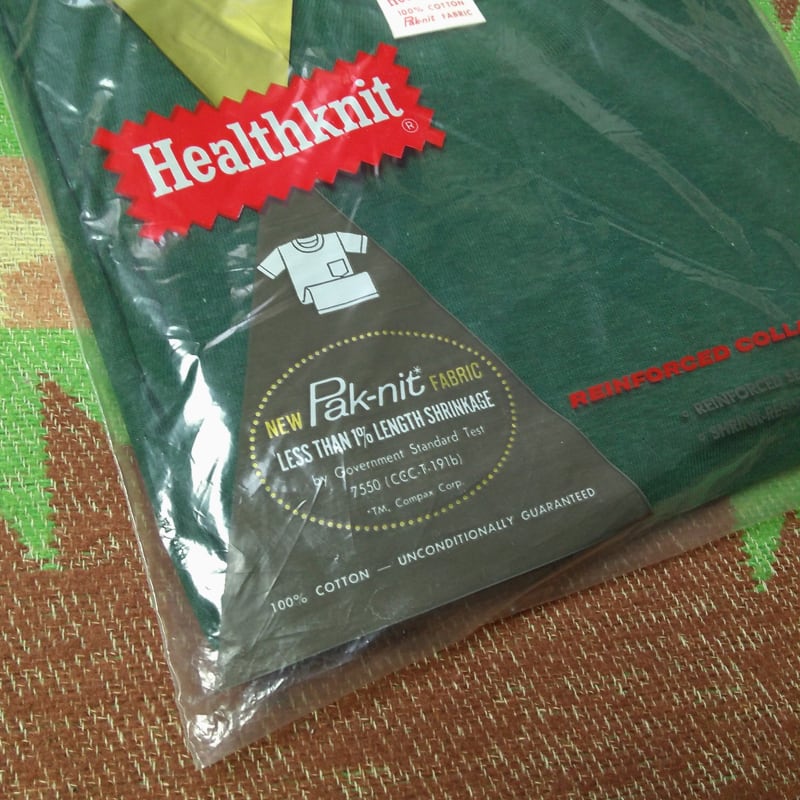 100% COTTON
Pak-nit FABRIC
Healthknit ®
NEW Pak-nit* FABRIC
LESS THAN 1% LENGTH SHRINKAGE
by Government Standard Test
7550 (CCC-T-191b)
*TM, Compax Corp.
100% COTTON — UNCONDITIONALLY GUARANTEED
REINFORCED
REINFORCED